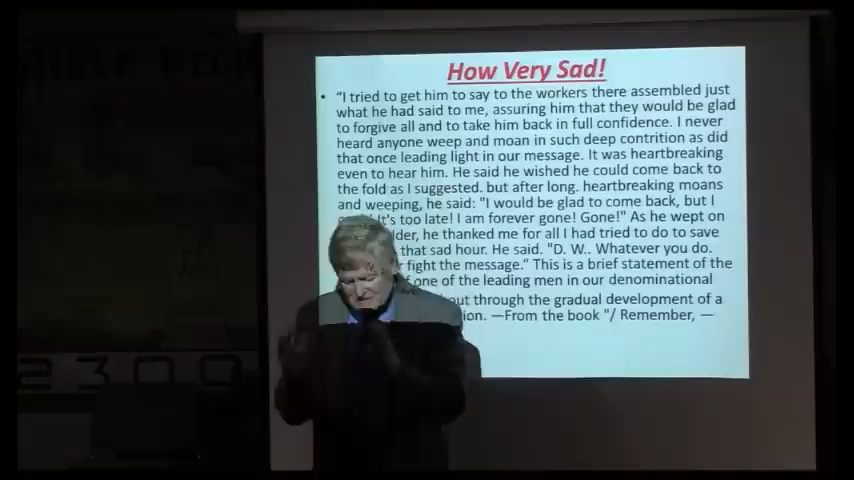 How Very Sad!
• "I tried to get him to say to the workers there assembled just
what he had said to me, assuring him that they would be glad
to forgive all and to take him back in full confidence. I never
heard anyone weep and moan in such deep contrition as did
that once leading light in our message. It was heartbreaking
even to hear him. He said he wished he could come back to
the fold as I suggested. but after long. heartbreaking moans
and weeping, he said: "I would be glad to come back, but I
It's too late! I am forever gone! Gone!" As he wept on
he thanked me for all I had tried to do to save
that sad hour. He said. "D. W.. Whatever you do.
fight the message." This is a brief statement of the
one of the leading men in our denominational
through the gradual development of a
—From the book "/ Remember, —
2300